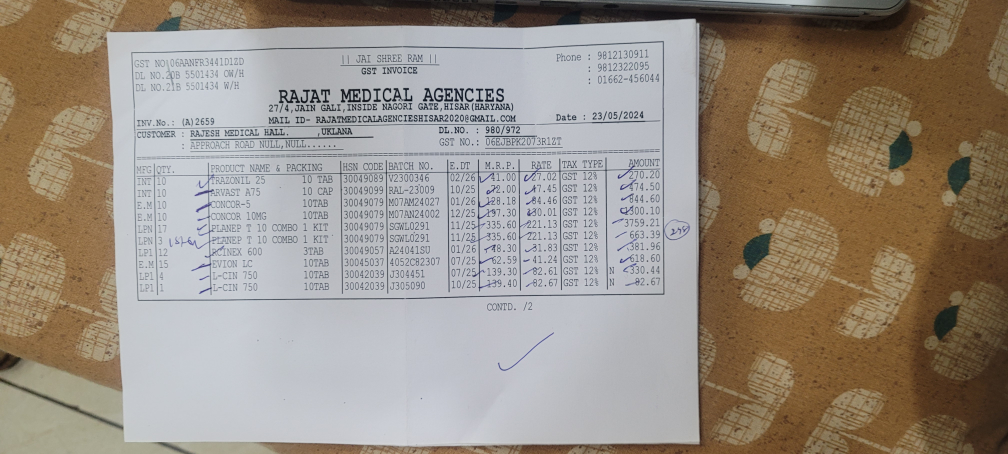 || JAI SHREE RAM ||
GST INVOICE
GST NO:06AANFR3441D1ZD
DL NO.20B 5501434 OW/H
DL NO.21B 5501434 W/H
Phone : 9812130911
: 9812322095
: 01662-456044
RAJAT MEDICAL AGENCIES
27/4,JAIN GALI,INSIDE NAGORI GATE,HISAR(HARYANA)
MAIL ID- RAJATMEDICALAGENCIESHISAR2020@GMAIL.COM
INV.No.: (A)2659
Date : 23/05/2024
CUSTOMER : RAJESH MEDICAL HALL. ,UKLANA
: APPROACH ROAD NULL,NULL......
DL.NO. : 980/972
GST NO.: 06EJBPK2073R1ZT
MFG QTY. PRODUCT NAME & PACKING HSN CODE BATCH NO. E.DT M.R.P. RATE TAX TYPE AMOUNT
INT 10 TRAZONIL 25 10 TAB 30049089 V2300346 02/26 41.00 27.02 GST 12% 270.20
INT 10 ARVAST A75 10 CAP 30049099 RAL-23009 10/25 72.00 47.45 GST 12% 474.50
E.M 10 CONCOR-5 10TAB 30049079 M07AM24027 01/26 128.18 84.46 GST 12% 844.60
E.M 10 CONCOR 10MG 10TAB 30049079 M07AN24002 12/25 197.30 130.01 GST 12% 1300.10
LPN 17 PLANEP T 10 COMBO 1 KIT 30049099 SGWL0291 11/25 335.60 221.13 GST 12% 3759.21
LPN 3 PLANEP T 10 COMBO 1 KIT 30049099 SGWL0291 11/25 335.60 221.13 GST 12% 663.39
LP1 12 RCINEX 600 3TAB 30049057 A24041SU 01/26 48.30 31.83 GST 12% 381.96
E.M 15 EVION LC 10TAB 30045039 4052CB2307 07/25 62.59 41.24 GST 12% 618.60
LP1 4 L-CIN 750 10TAB 30042039 J304451 07/25 139.30 82.61 GST 12% N 330.44
LP1 1 L-CIN 750 10TAB 30042039 J305090 10/25 139.40 82.67 GST 12% N 82.67
CONTD. /2